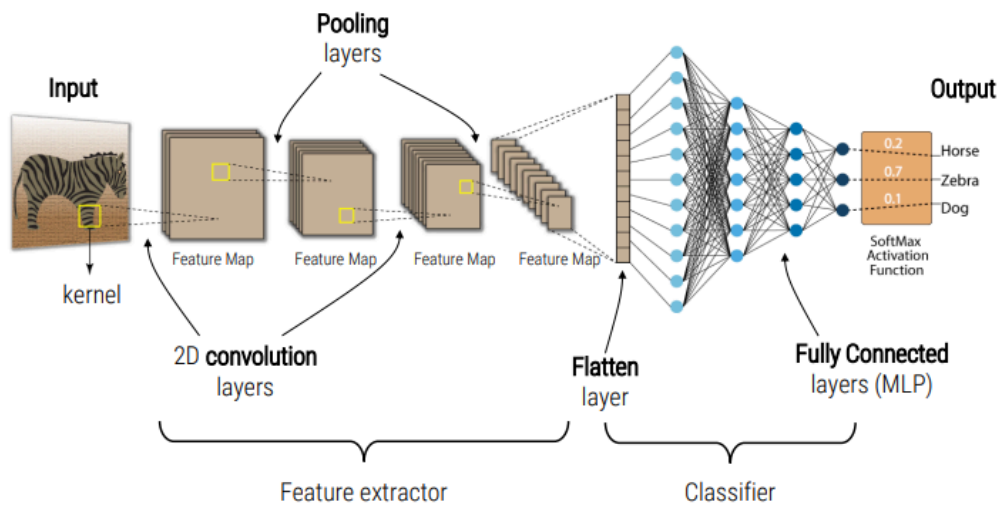 Pooling
layers
Input
Output
0.2
Horse
0.7
Zebra
0.1
Dog
Feature Map
Feature Map
Feature Map
Feature Map
SoftMax
Activation
Function
kernel
2D convolution
layers
Flatten
layer
Fully Connected
layers (MLP)
Feature extractor
Classifier